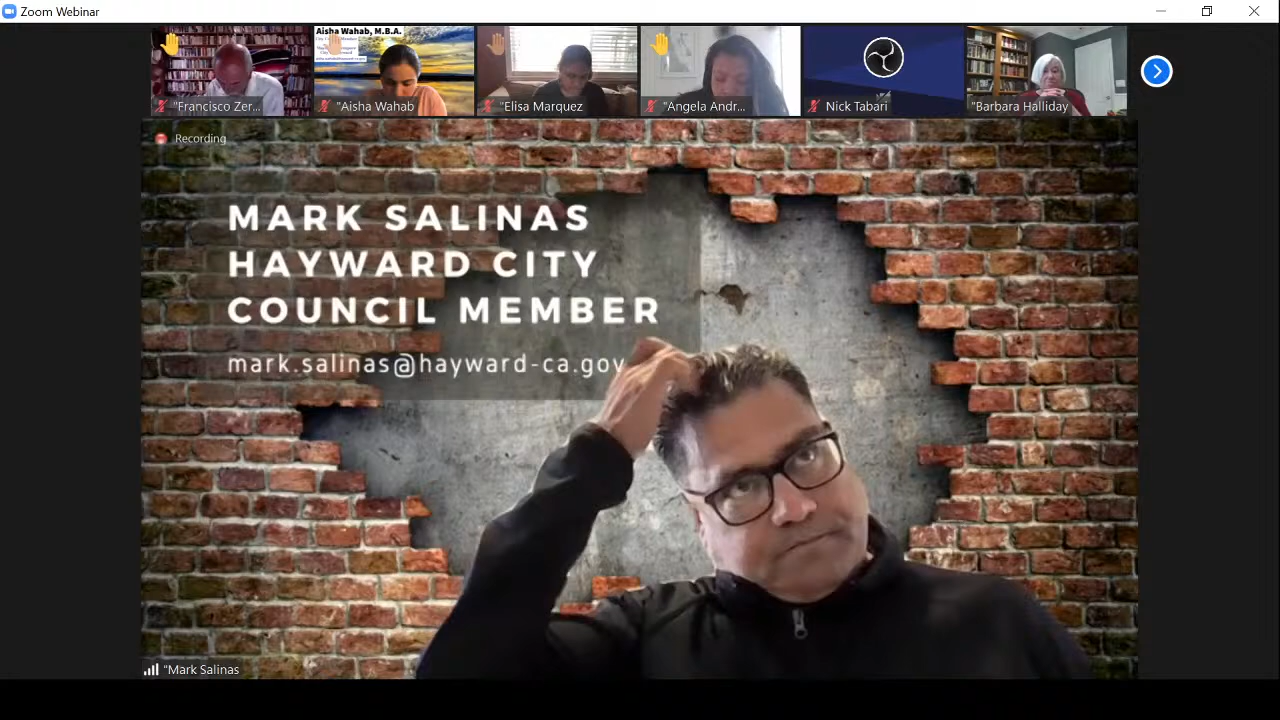 Zoom Webinar
Aisha Wahab, M.B.A.
"Francisco Zer...
"Aisha Wahab
"Elisa Marquez
"Angela Andr...
Nick Tabari
"Barbara Halliday
Recording
MARK SALINAS
HAYWARD CITY
COUNCIL MEMBER
mark.salinas@hayward-ca.gov
"Mark Salinas